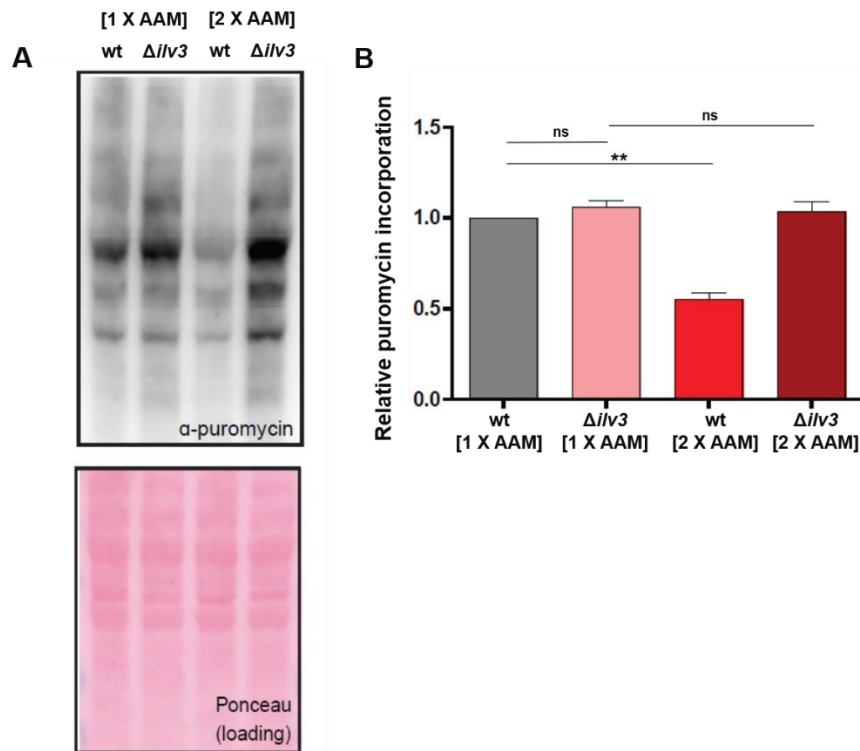 A
[1 X AAM] [2 X AAM]
wt Δilv3 wt Δilv3
α-puromycin
Ponceau
(loading)
B
Relative puromycin incorporation
1.5
1.0
0.5
0.0
ns
ns
**
wt
[1 X AAM]
Δilv3
[1 X AAM]
wt
[2 X AAM]
Δilv3
[2 X AAM]